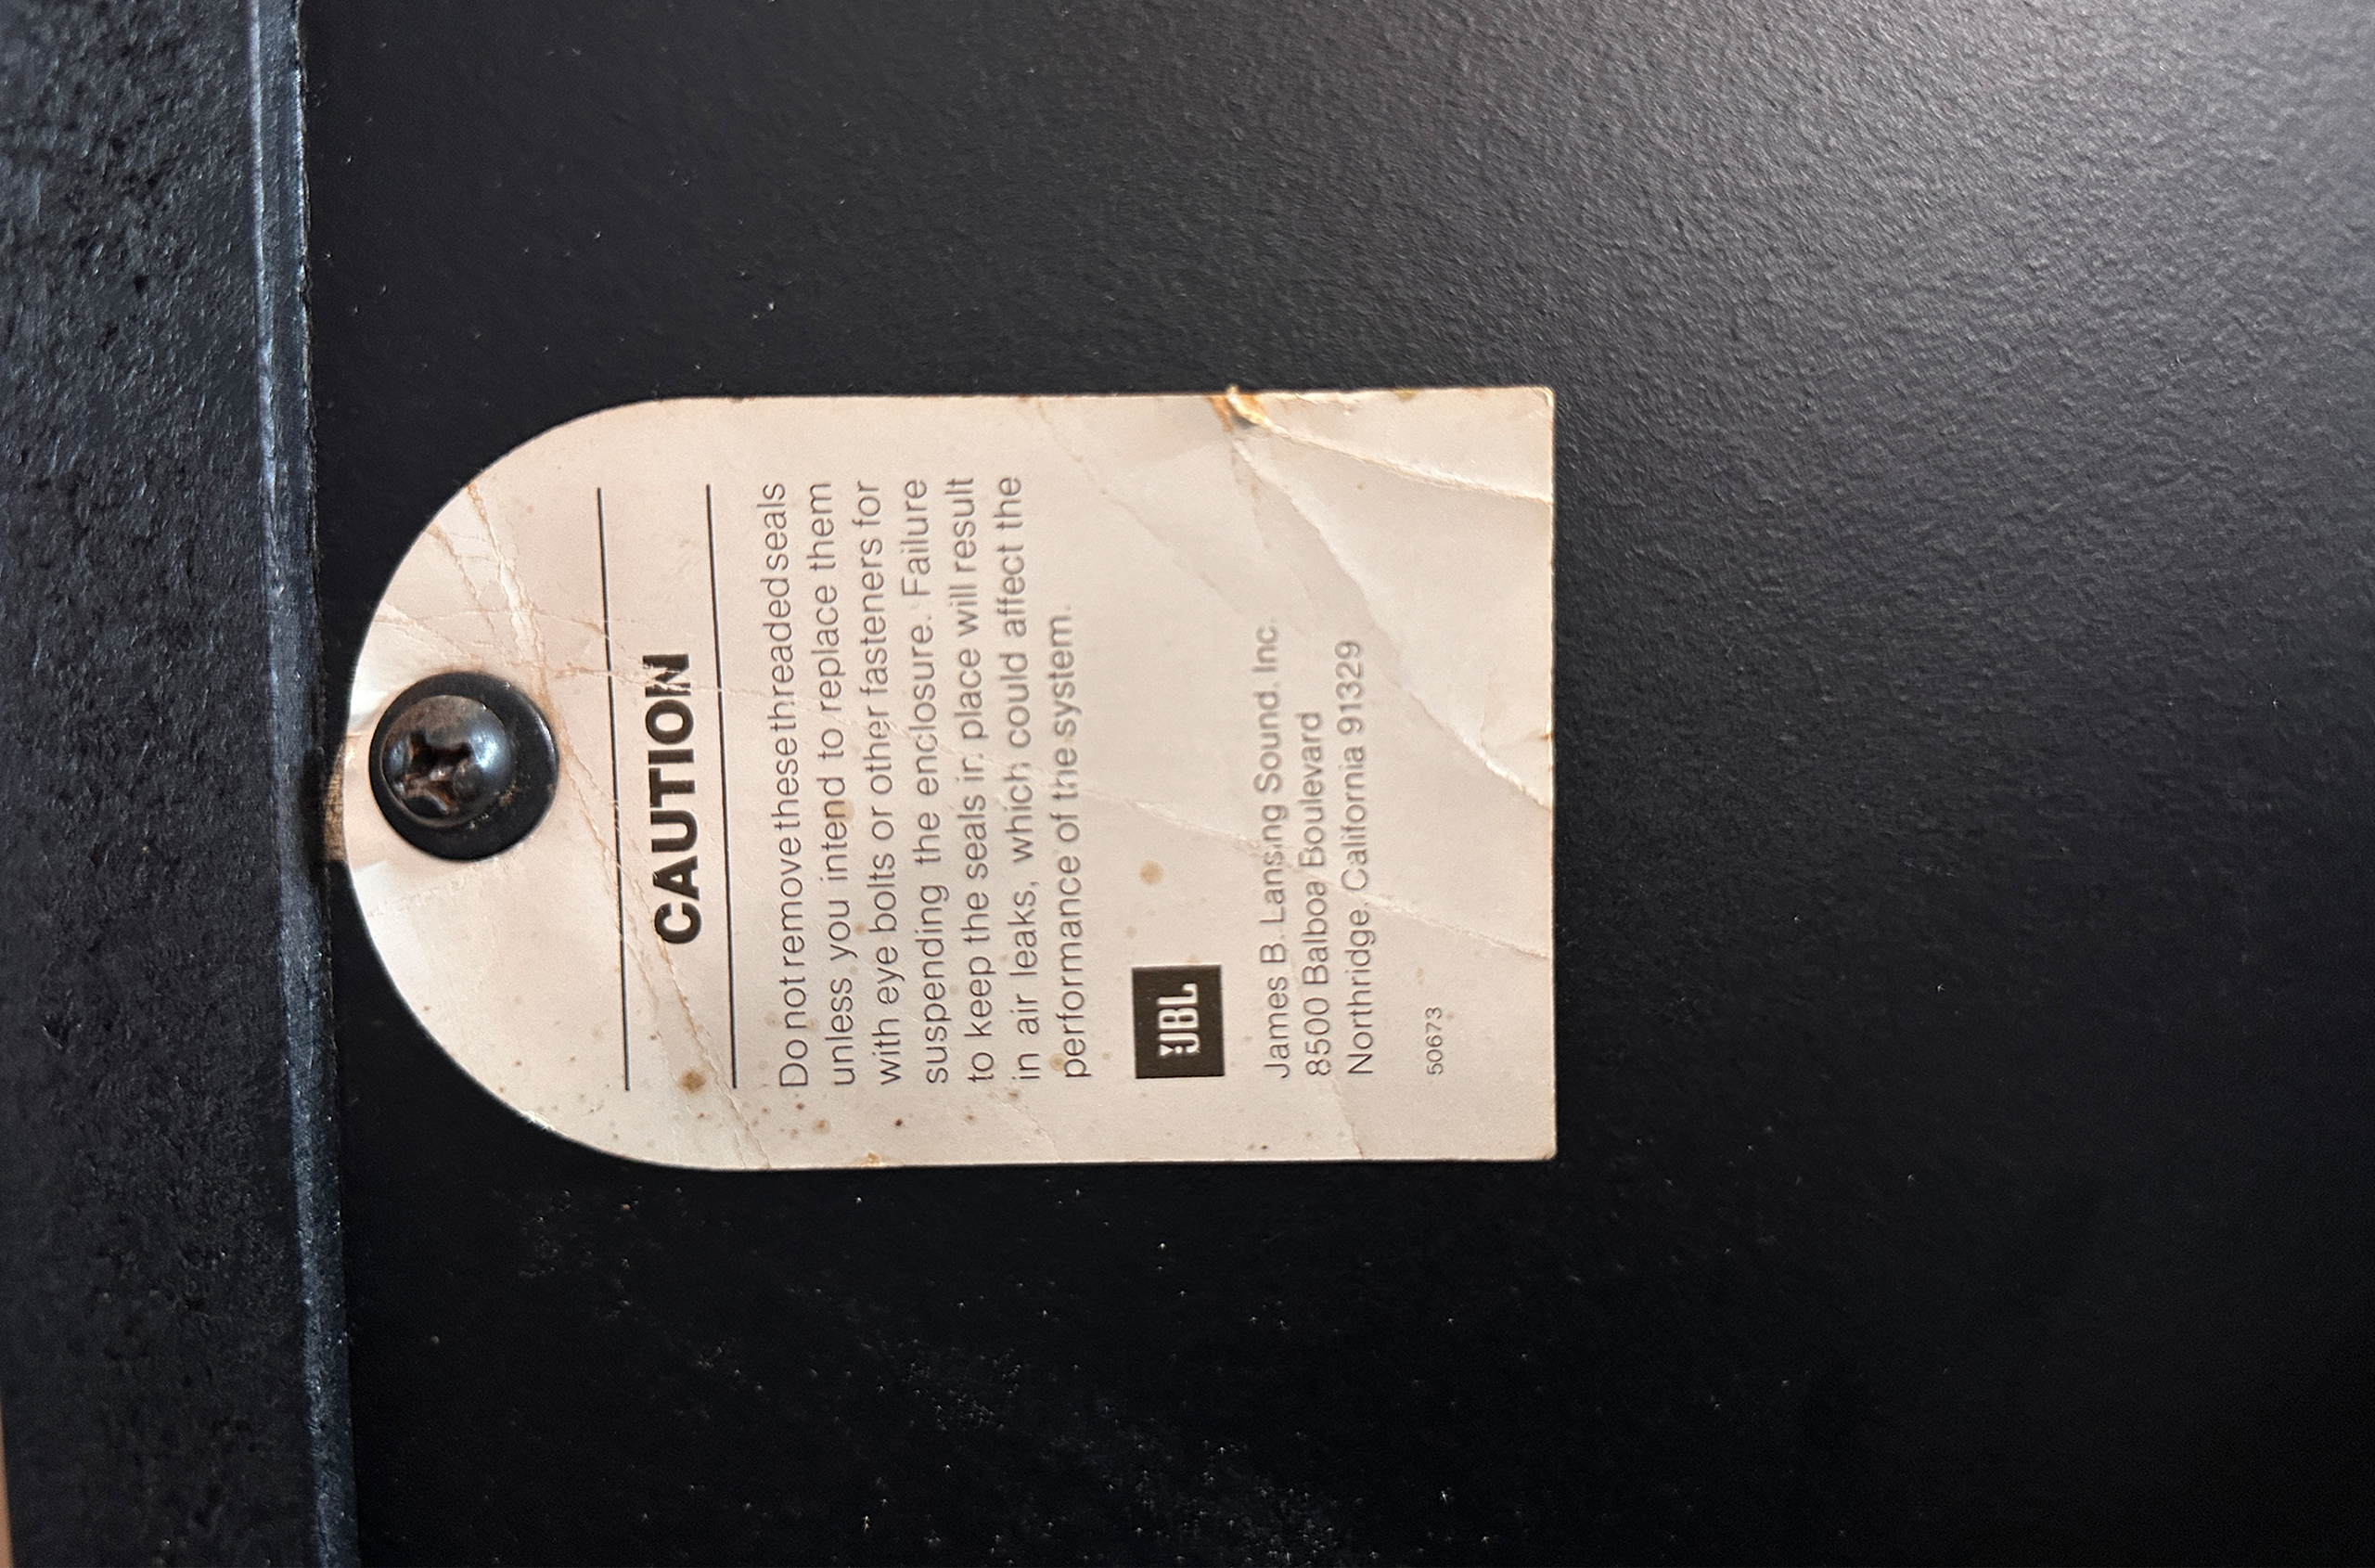 CAUTION
Do not remove these threaded seals
unless you intend to replace them
with eye bolts or other fasteners for
suspending the enclosure. Failure
to keep the seals in place will result
in air leaks, which could affect the
performance of the system.
JBL
James B. Lansing Sound, Inc.
8500 Balboa Boulevard
Northridge, California 91329
50673